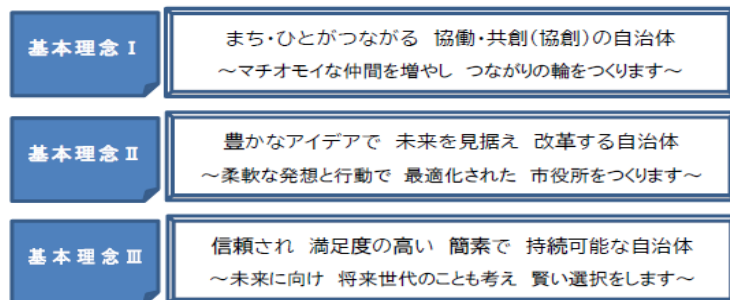 基本理念Ⅰ
まち・ひとがつながる 協働・共創(協創)の自治体
～マチオモイな仲間を増やし つながりの輪をつくります～
基本理念Ⅱ
豊かなアイデアで 未来を見据え 改革する自治体
～柔軟な発想と行動で 最適化された 市役所をつくります～
基本理念Ⅲ
信頼され 満足度の高い 簡素で 持続可能な自治体
～未来に向け 将来世代のことも考え 賢い選択をします～